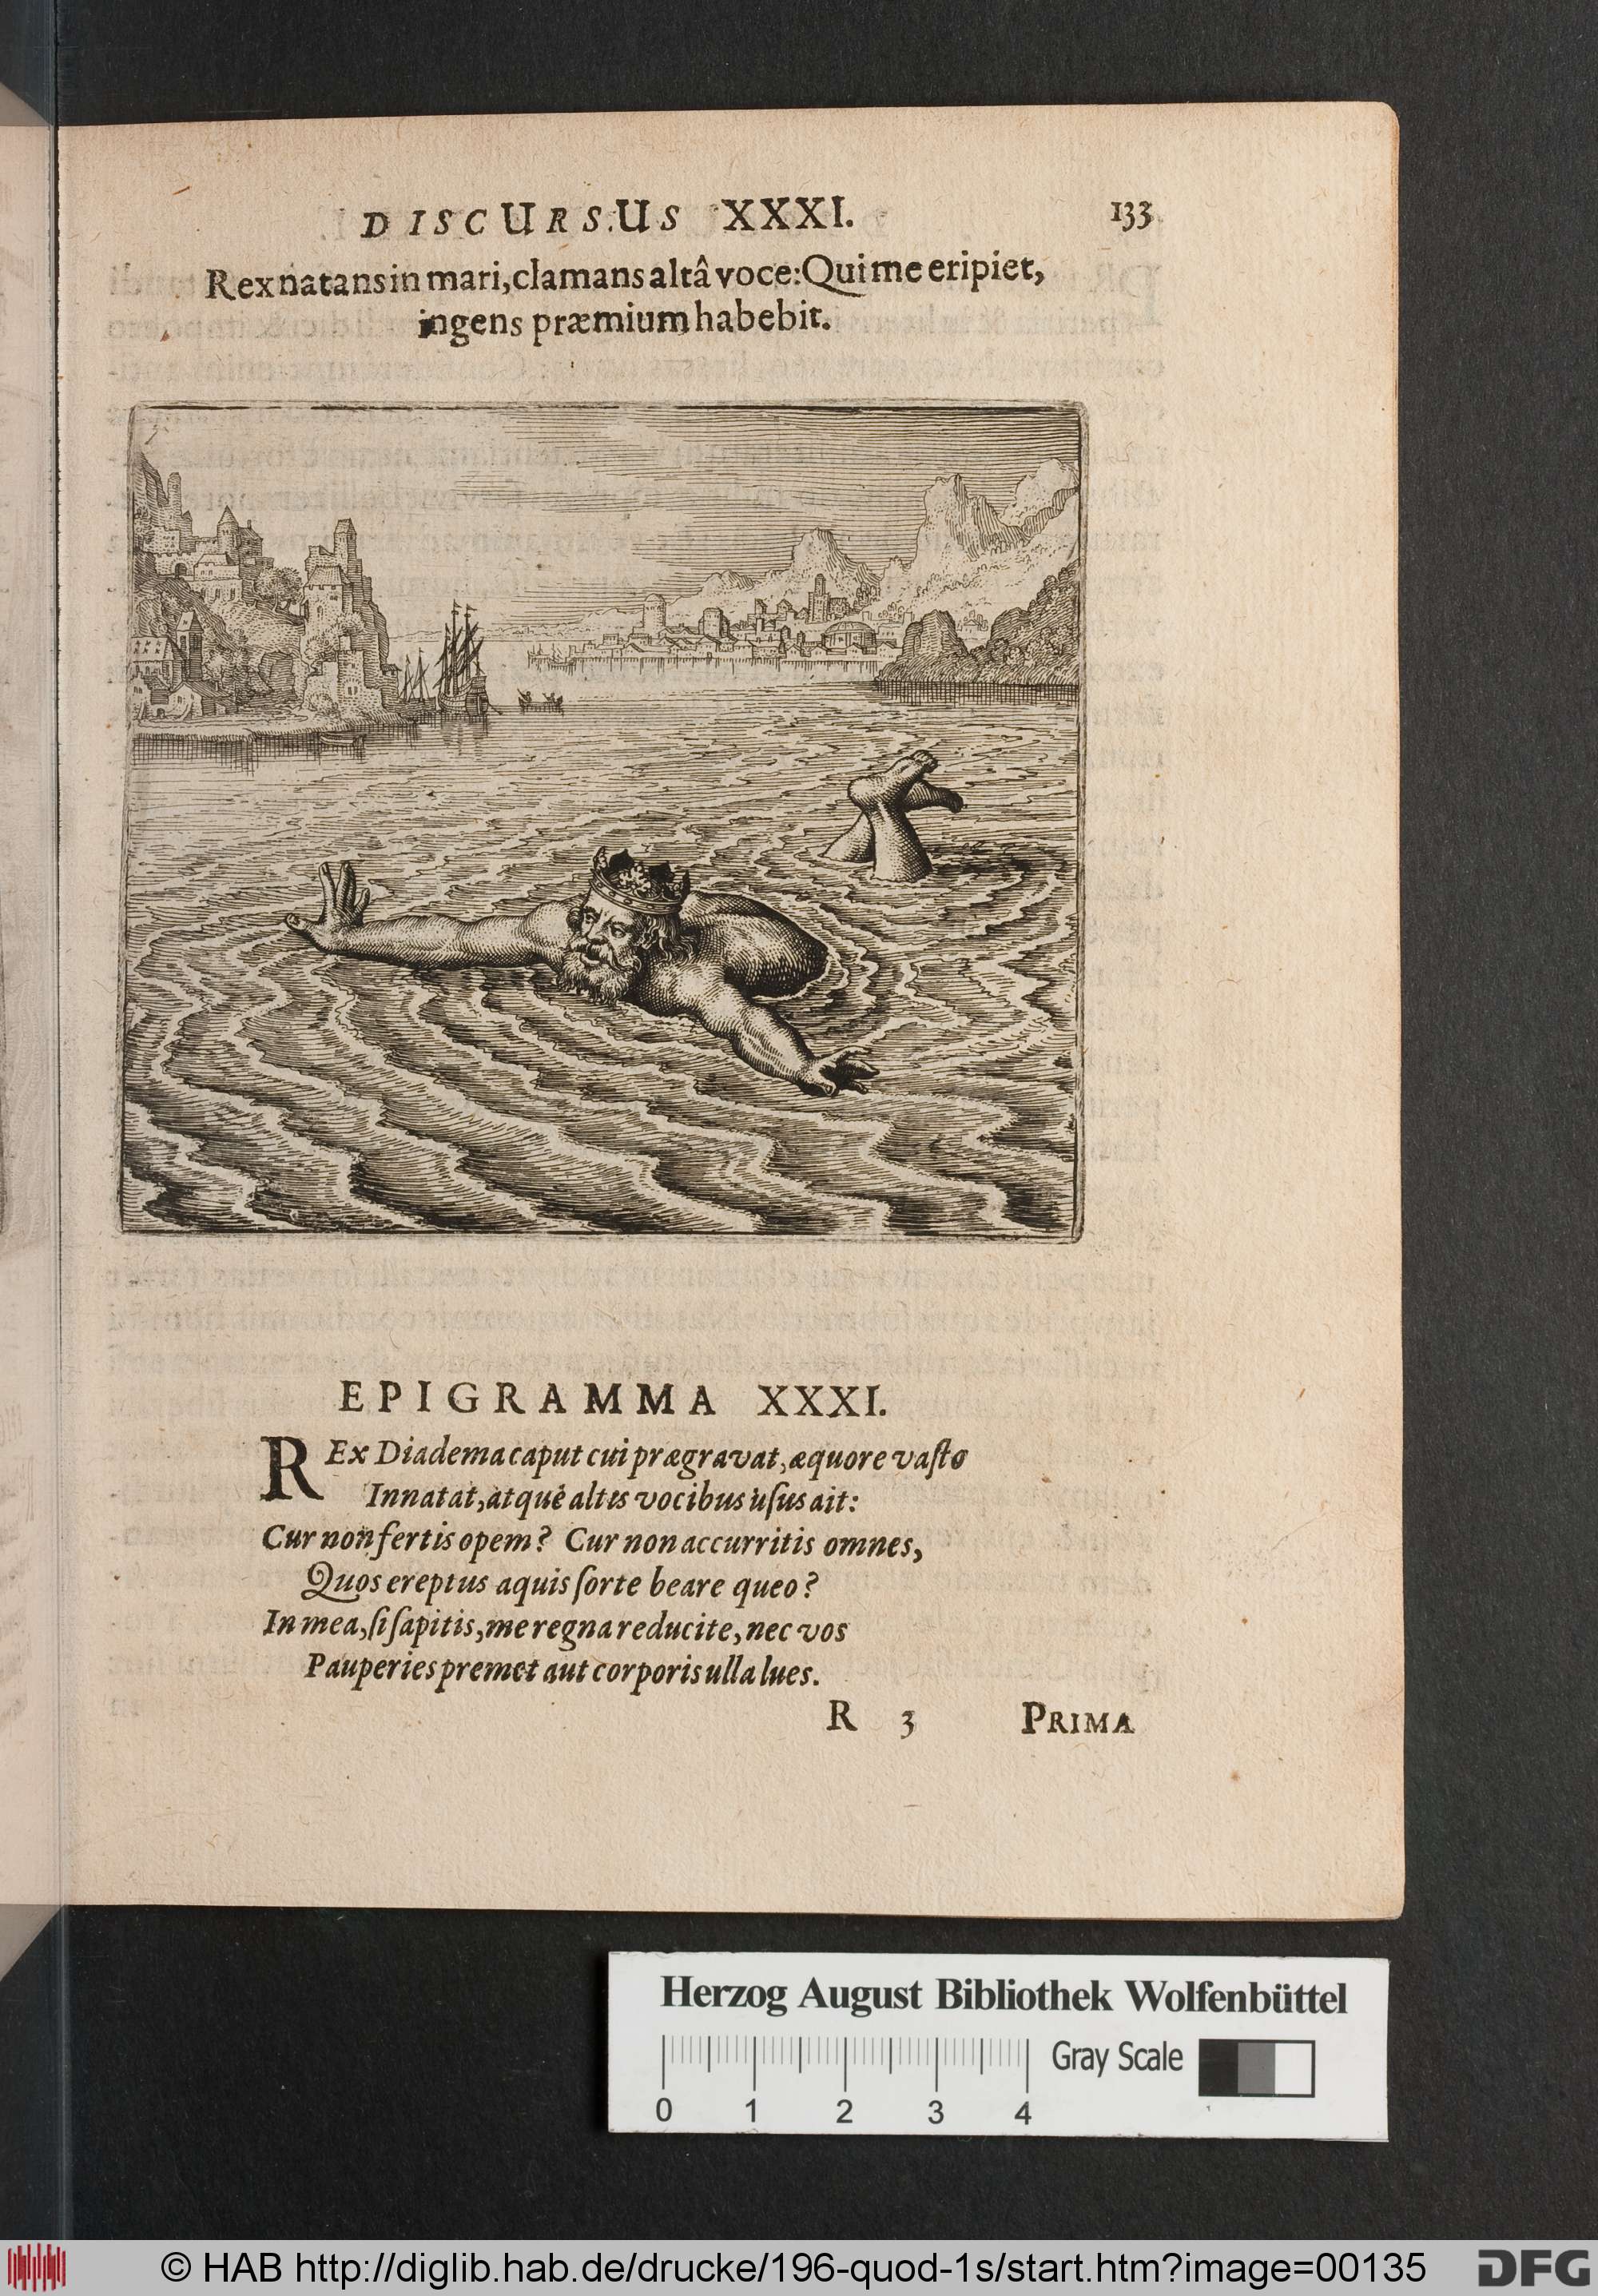 DISCURSUS XXXI. 133
Rex natans in mari, clamans altâ voce: Qui me eripiet,
ingens præmium habebit.
EPIGRAMMA XXXI.
REx Diadema caput cui prægravat, æquore vaſto
Innatat, atque altis vocibus uſus ait:
Cur non fertis opem? Cur non accurritis omnes,
Quos ereptus aquis ſorte beare queo?
In mea, ſi ſapitis, me regna reducite, nec vos
Pauperies premet aut corporis ulla lues.
R 3 PRIMA
Herzog August Bibliothek Wolfenbüttel
Gray Scale
0 1 2 3 4
© HAB http://diglib.hab.de/drucke/196-quod-1s/start.htm?image=00135 DFG